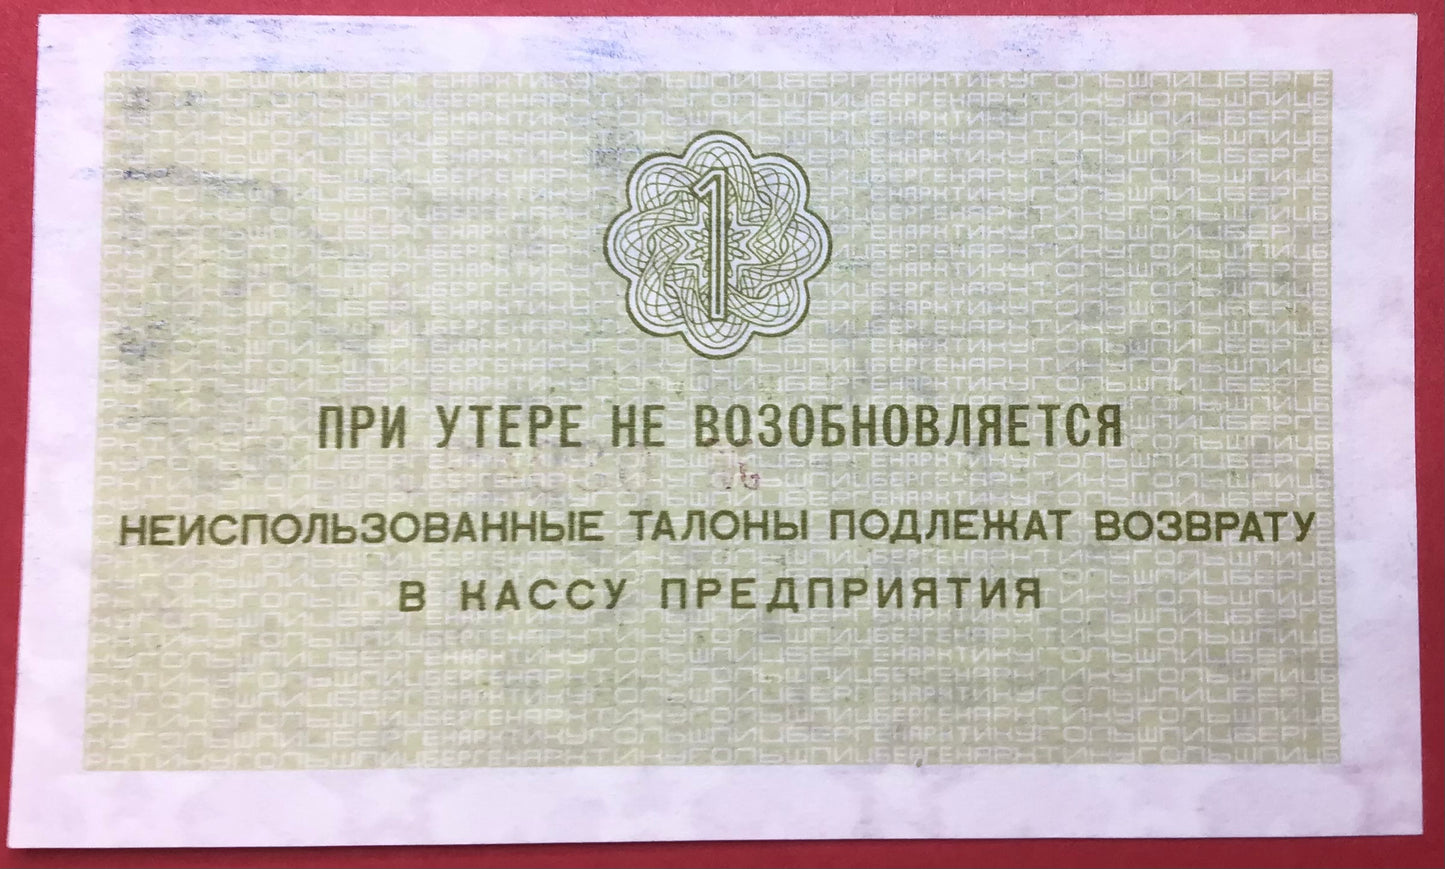 1
ПРИ УТЕРЕ НЕ ВОЗОБНОВЛЯЕТСЯ
НЕИСПОЛЬЗОВАННЫЕ ТАЛОНЫ ПОДЛЕЖАТ ВОЗВРАТУ
В КАССУ ПРЕДПРИЯТИЯ